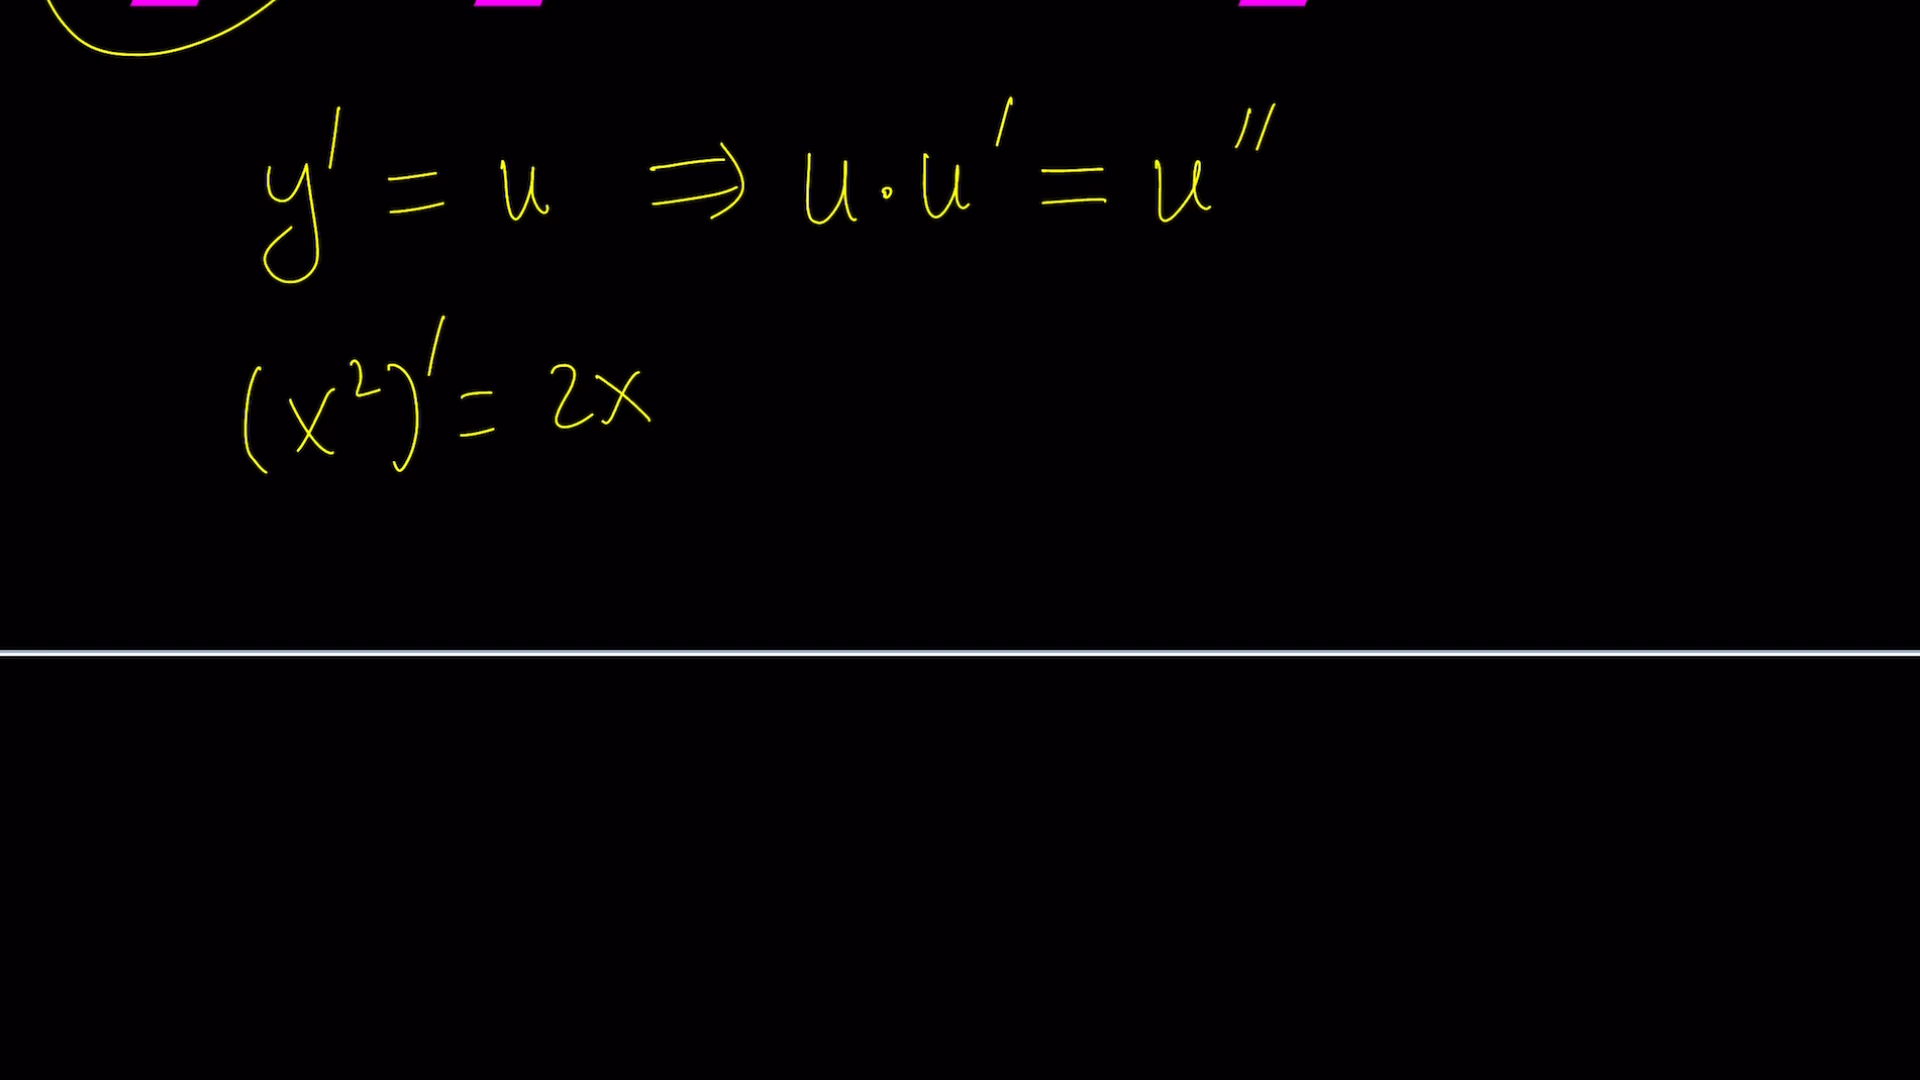 y' = u ⇒ u·u' = u''
(x²)' = 2x